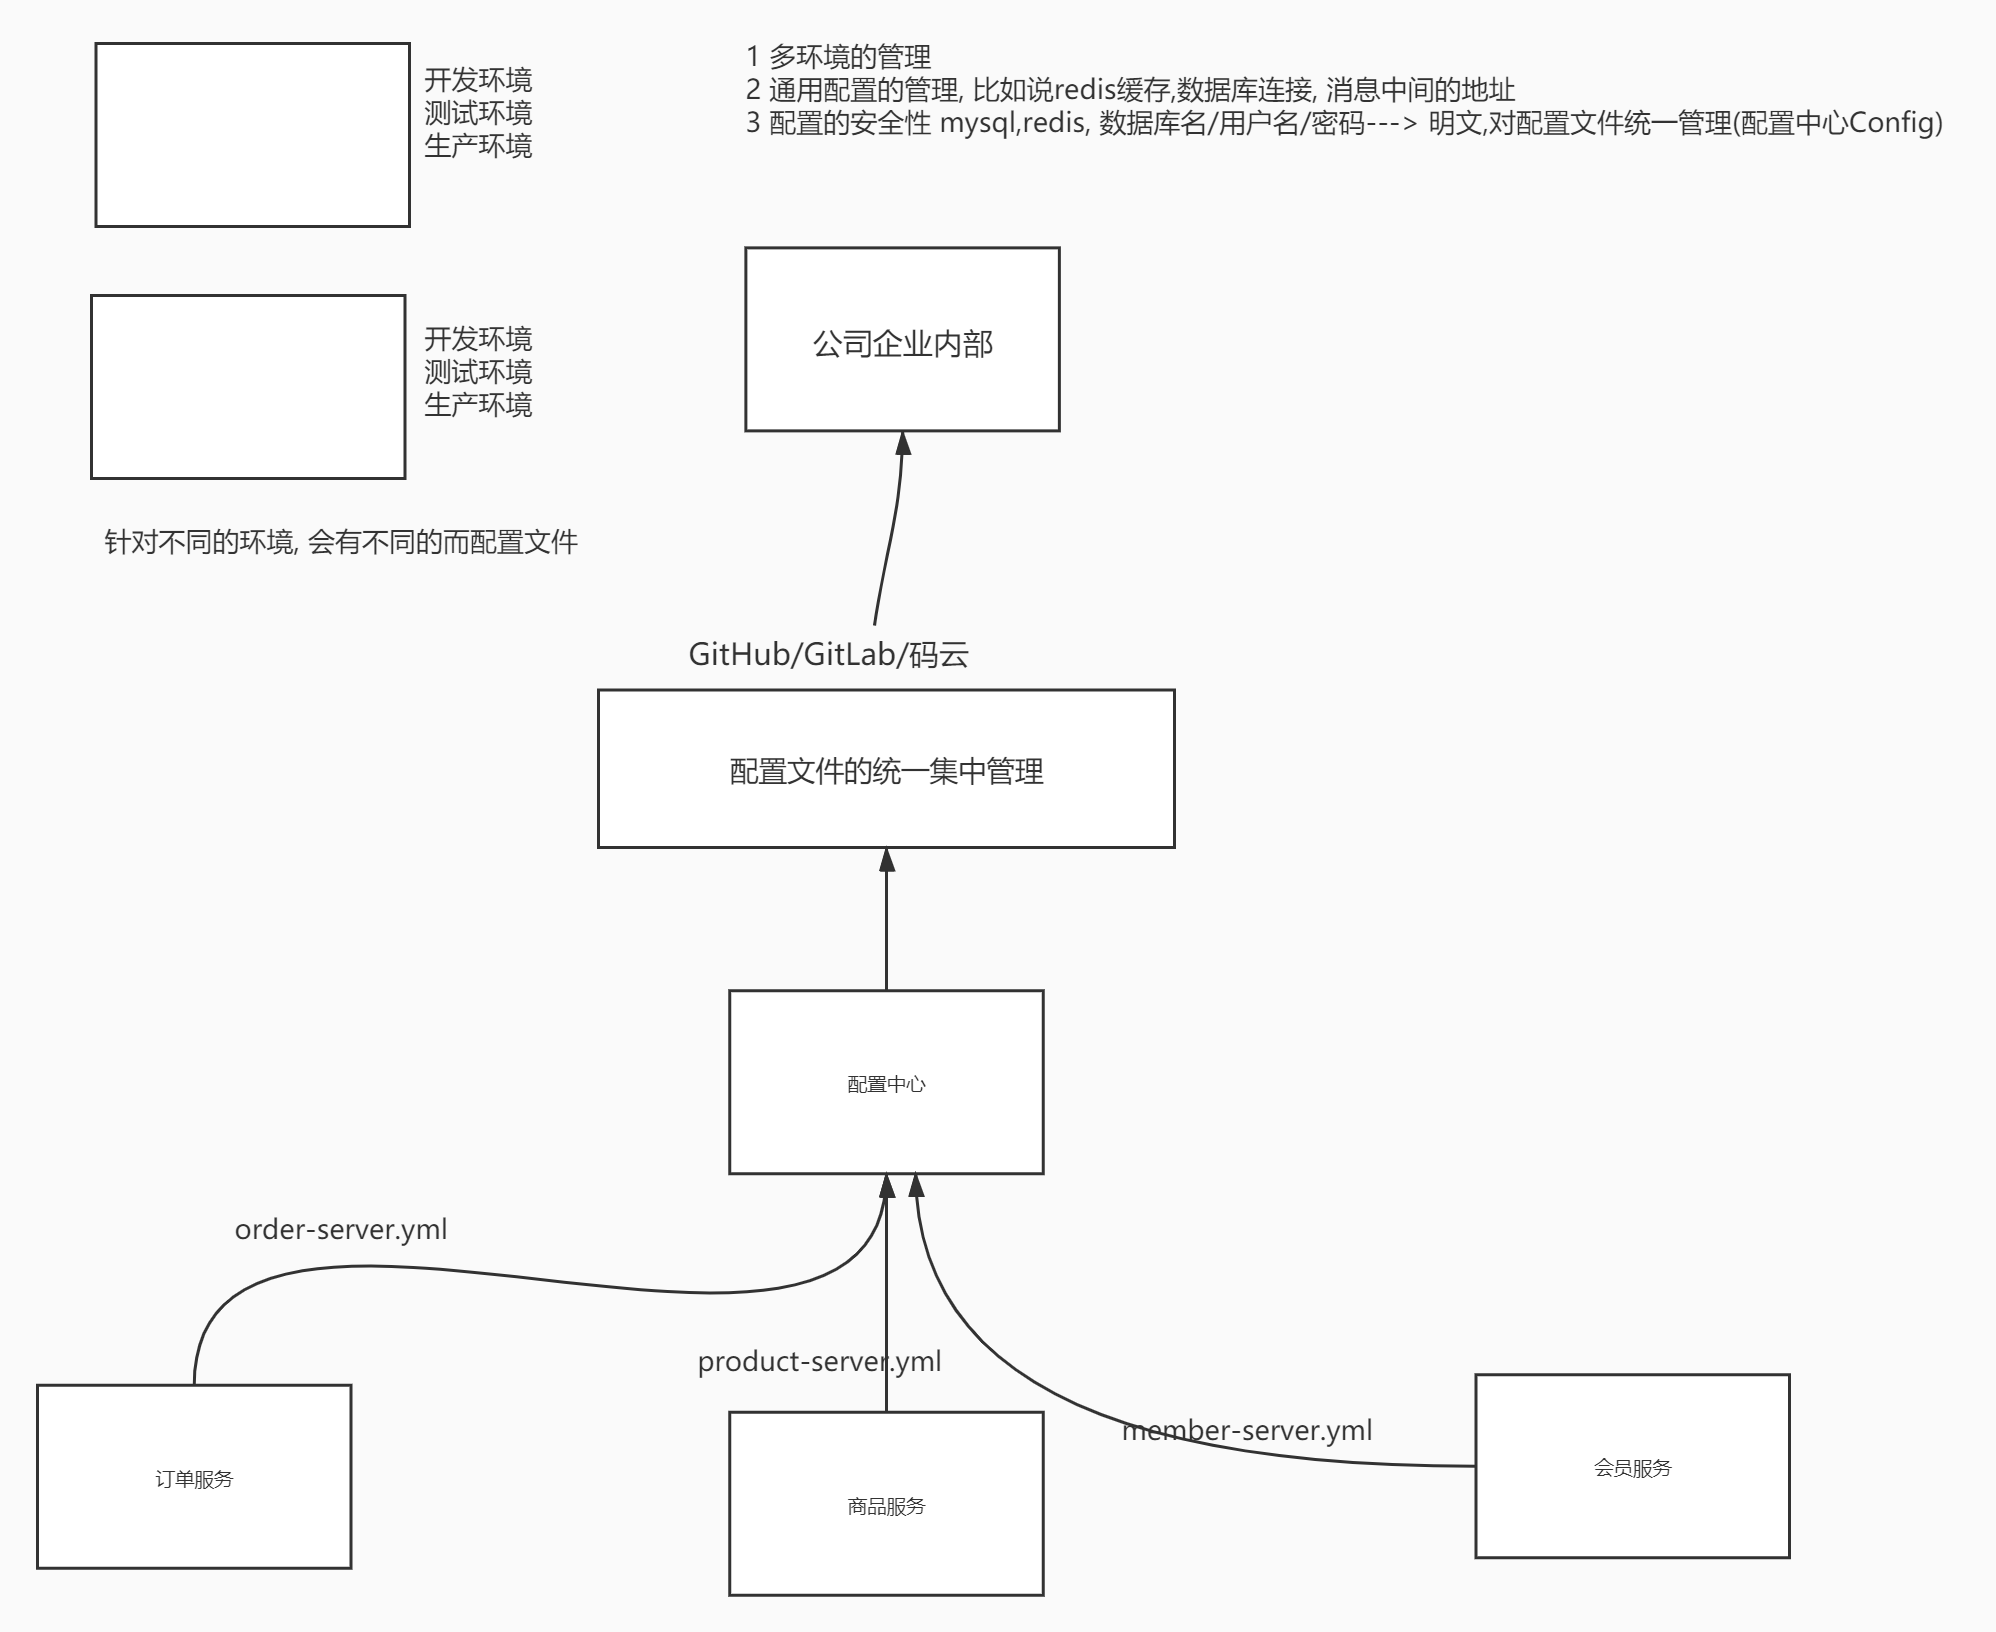 开发环境
测试环境
生产环境
1 多环境的管理
2 通用配置的管理, 比如说redis缓存,数据库连接, 消息中间的地址
3 配置的安全性 mysql,redis, 数据库名/用户名/密码---> 明文,对配置文件统一管理(配置中心Config)
开发环境
测试环境
生产环境
公司企业内部
针对不同的环境, 会有不同的而配置文件
GitHub/GitLab/码云
配置文件的统一集中管理
配置中心
order-server.yml
product-server.yml
member-server.yml
订单服务
商品服务
会员服务